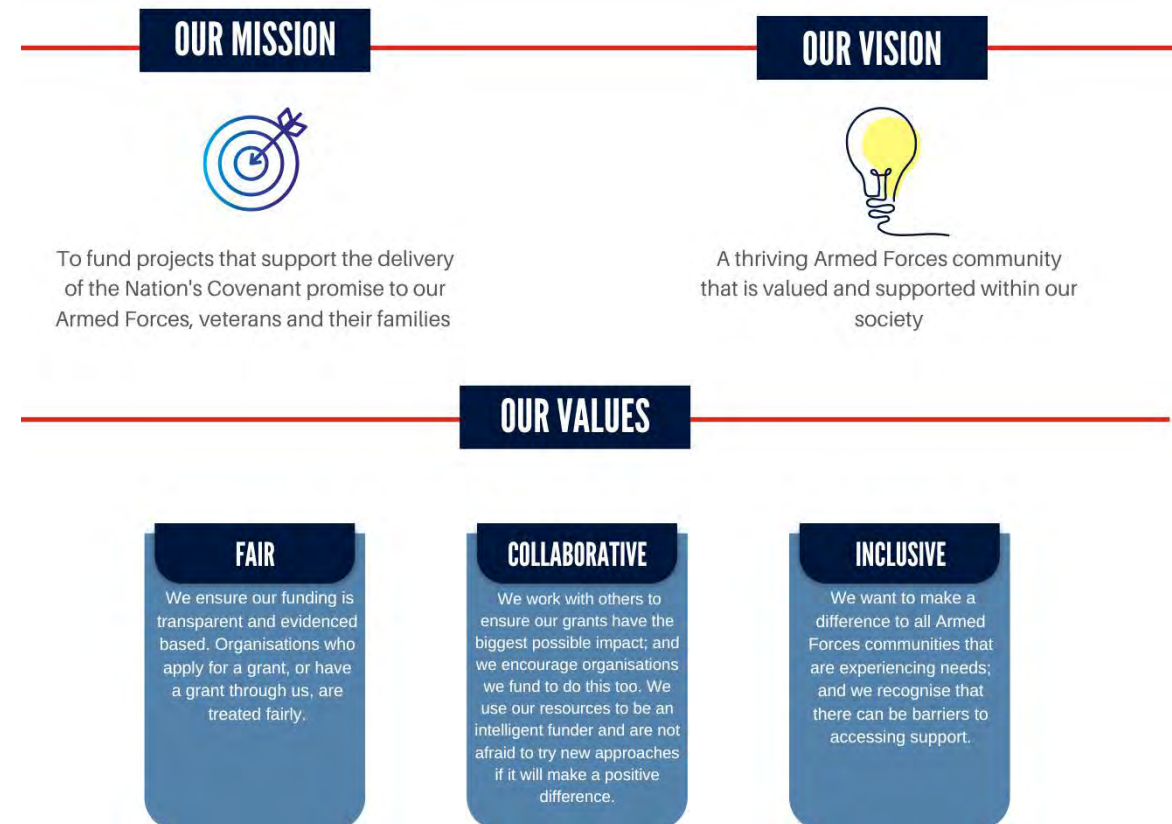 OUR MISSION
OUR VISION
To fund projects that support the delivery
of the Nation's Covenant promise to our
Armed Forces, veterans and their families
A thriving Armed Forces community
that is valued and supported within our
society
OUR VALUES
FAIR
We ensure our funding is
transparent and evidenced
based. Organisations who
apply for a grant, or have
a grant through us, are
treated fairly.
COLLABORATIVE
We work with others to
ensure our grants have the
biggest possible impact; and
we encourage organisations
we fund to do this too. We
use our resources to be an
intelligent funder and are not
afraid to try new approaches
if it will make a positive
difference.
INCLUSIVE
We want to make a
difference to all Armed
Forces communities that
are experiencing needs;
and we recognise that
there can be barriers to
accessing support.